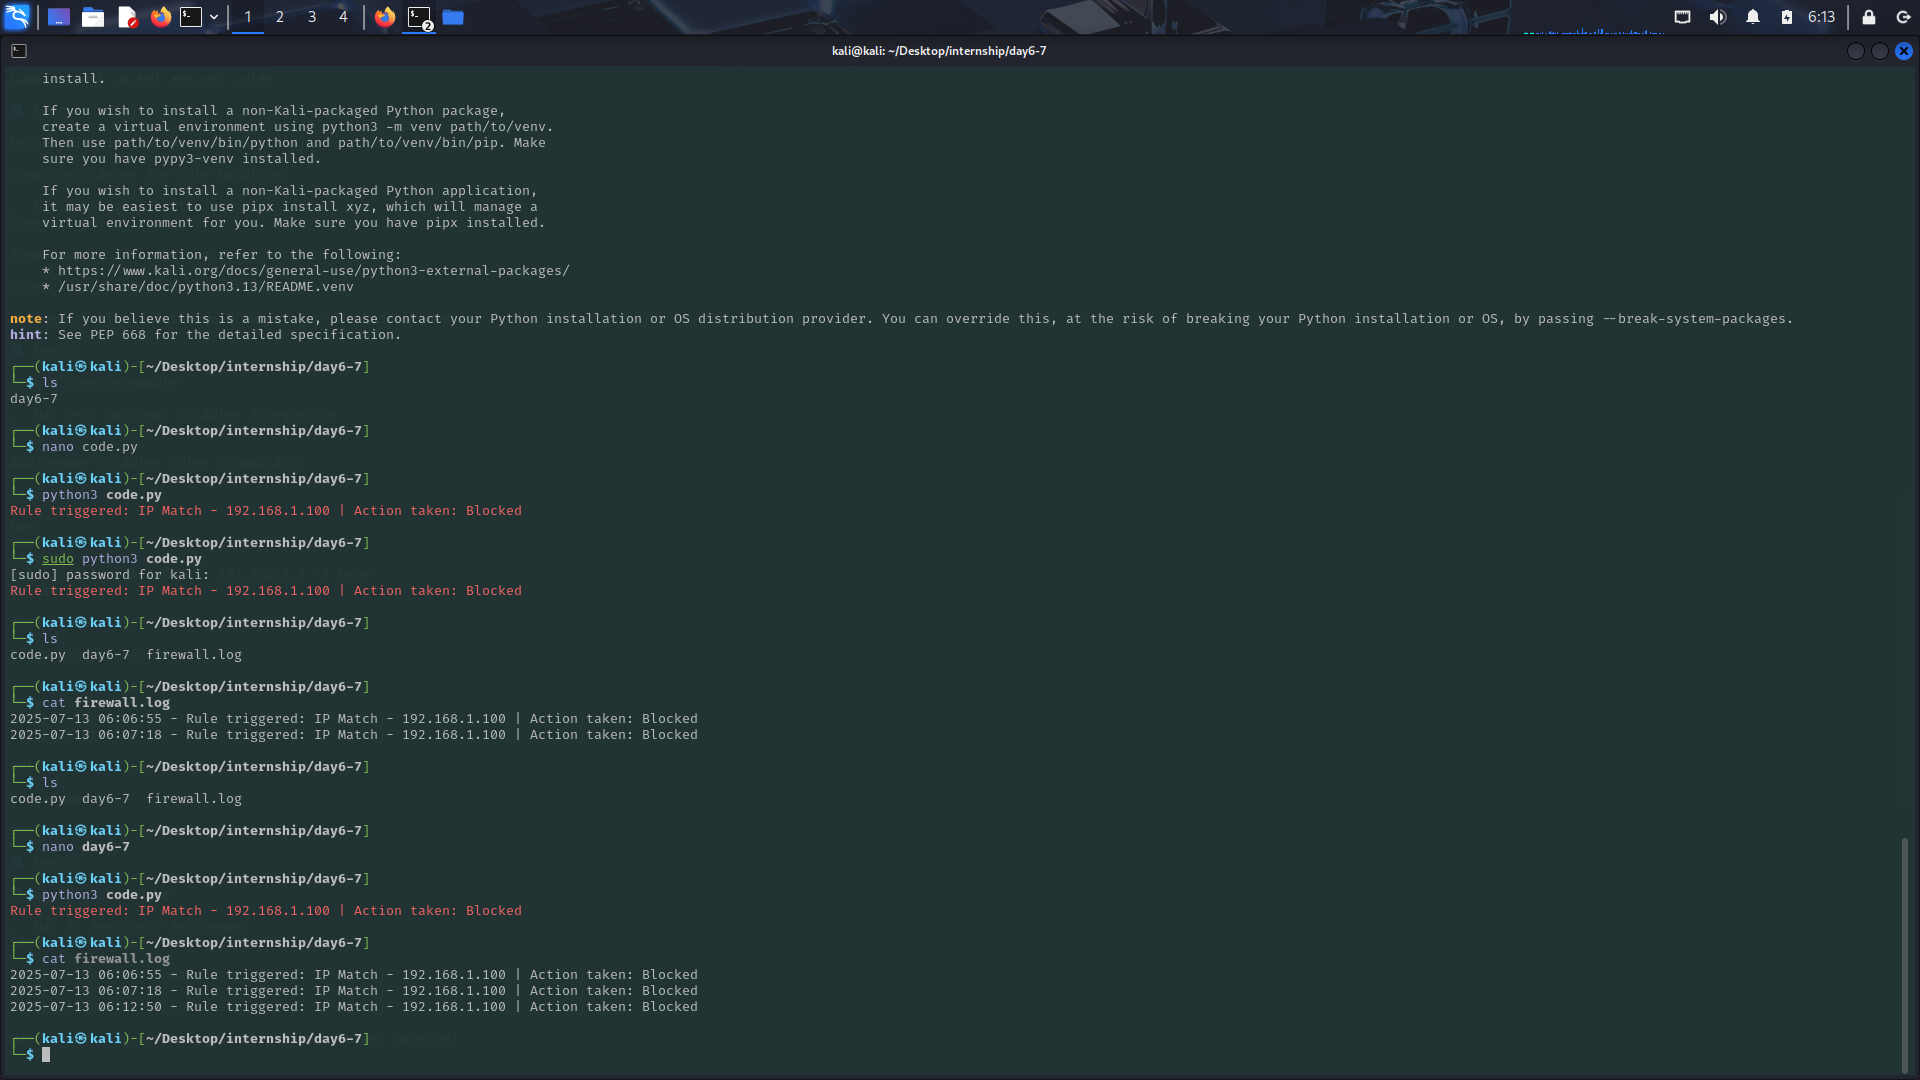 1 2 3 4
2
6:13
kali@kali: ~/Desktop/internship/day6-7
install.
If you wish to install a non-Kali-packaged Python package,
create a virtual environment using python3 -m venv path/to/venv.
Then use path/to/venv/bin/python and path/to/venv/bin/pip. Make
sure you have pypy3-venv installed.
If you wish to install a non-Kali-packaged Python application,
it may be easiest to use pipx install xyz, which will manage a
virtual environment for you. Make sure you have pipx installed.
For more information, refer to the following:
* https://www.kali.org/docs/general-use/python3-external-packages/
* /usr/share/doc/python3.13/README.venv
note: If you believe this is a mistake, please contact your Python installation or OS distribution provider. You can override this, at the risk of breaking your Python installation or OS, by passing --break-system-packages.
hint: See PEP 668 for the detailed specification.
┌──(kali㉿kali)-[~/Desktop/internship/day6-7]
└─$ ls
day6-7
┌──(kali㉿kali)-[~/Desktop/internship/day6-7]
└─$ nano code.py
┌──(kali㉿kali)-[~/Desktop/internship/day6-7]
└─$ python3 code.py
Rule triggered: IP Match - 192.168.1.100 | Action taken: Blocked
┌──(kali㉿kali)-[~/Desktop/internship/day6-7]
└─$ sudo python3 code.py
[sudo] password for kali:
Rule triggered: IP Match - 192.168.1.100 | Action taken: Blocked
┌──(kali㉿kali)-[~/Desktop/internship/day6-7]
└─$ ls
code.py  day6-7  firewall.log
┌──(kali㉿kali)-[~/Desktop/internship/day6-7]
└─$ cat firewall.log
2025-07-13 06:06:55 - Rule triggered: IP Match - 192.168.1.100 | Action taken: Blocked
2025-07-13 06:07:18 - Rule triggered: IP Match - 192.168.1.100 | Action taken: Blocked
┌──(kali㉿kali)-[~/Desktop/internship/day6-7]
└─$ ls
code.py  day6-7  firewall.log
┌──(kali㉿kali)-[~/Desktop/internship/day6-7]
└─$ nano day6-7
┌──(kali㉿kali)-[~/Desktop/internship/day6-7]
└─$ python3 code.py
Rule triggered: IP Match - 192.168.1.100 | Action taken: Blocked
┌──(kali㉿kali)-[~/Desktop/internship/day6-7]
└─$ cat firewall.log
2025-07-13 06:06:55 - Rule triggered: IP Match - 192.168.1.100 | Action taken: Blocked
2025-07-13 06:07:18 - Rule triggered: IP Match - 192.168.1.100 | Action taken: Blocked
2025-07-13 06:12:50 - Rule triggered: IP Match - 192.168.1.100 | Action taken: Blocked
┌──(kali㉿kali)-[~/Desktop/internship/day6-7]
└─$